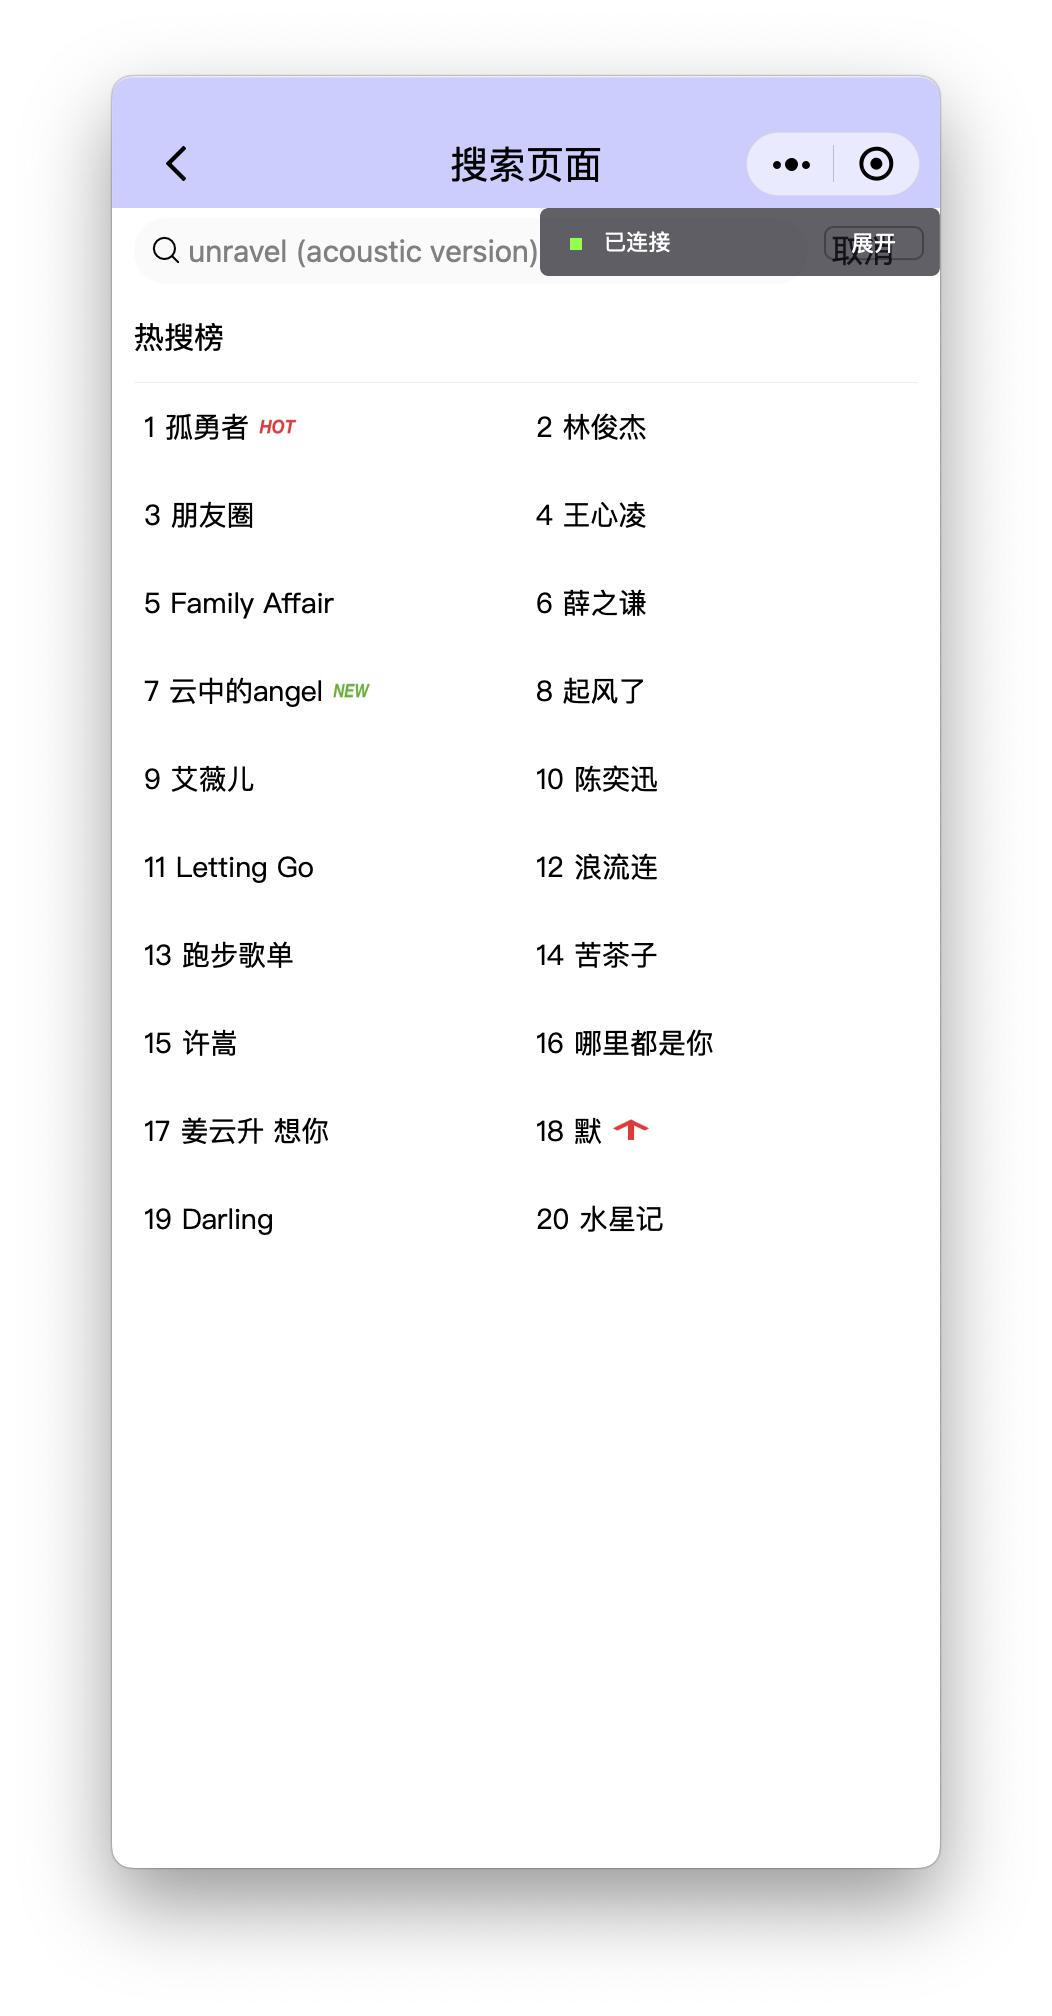 搜索页面
unravel (acoustic version)
已连接
取消
展开
热搜榜
1 孤勇者 HOT
2 林俊杰
3 朋友圈
4 王心凌
5 Family Affair
6 薛之谦
7 云中的angel NEW
8 起风了
9 艾薇儿
10 陈奕迅
11 Letting Go
12 浪流连
13 跑步歌单
14 苦茶子
15 许嵩
16 哪里都是你
17 姜云升 想你
18 默
19 Darling
20 水星记